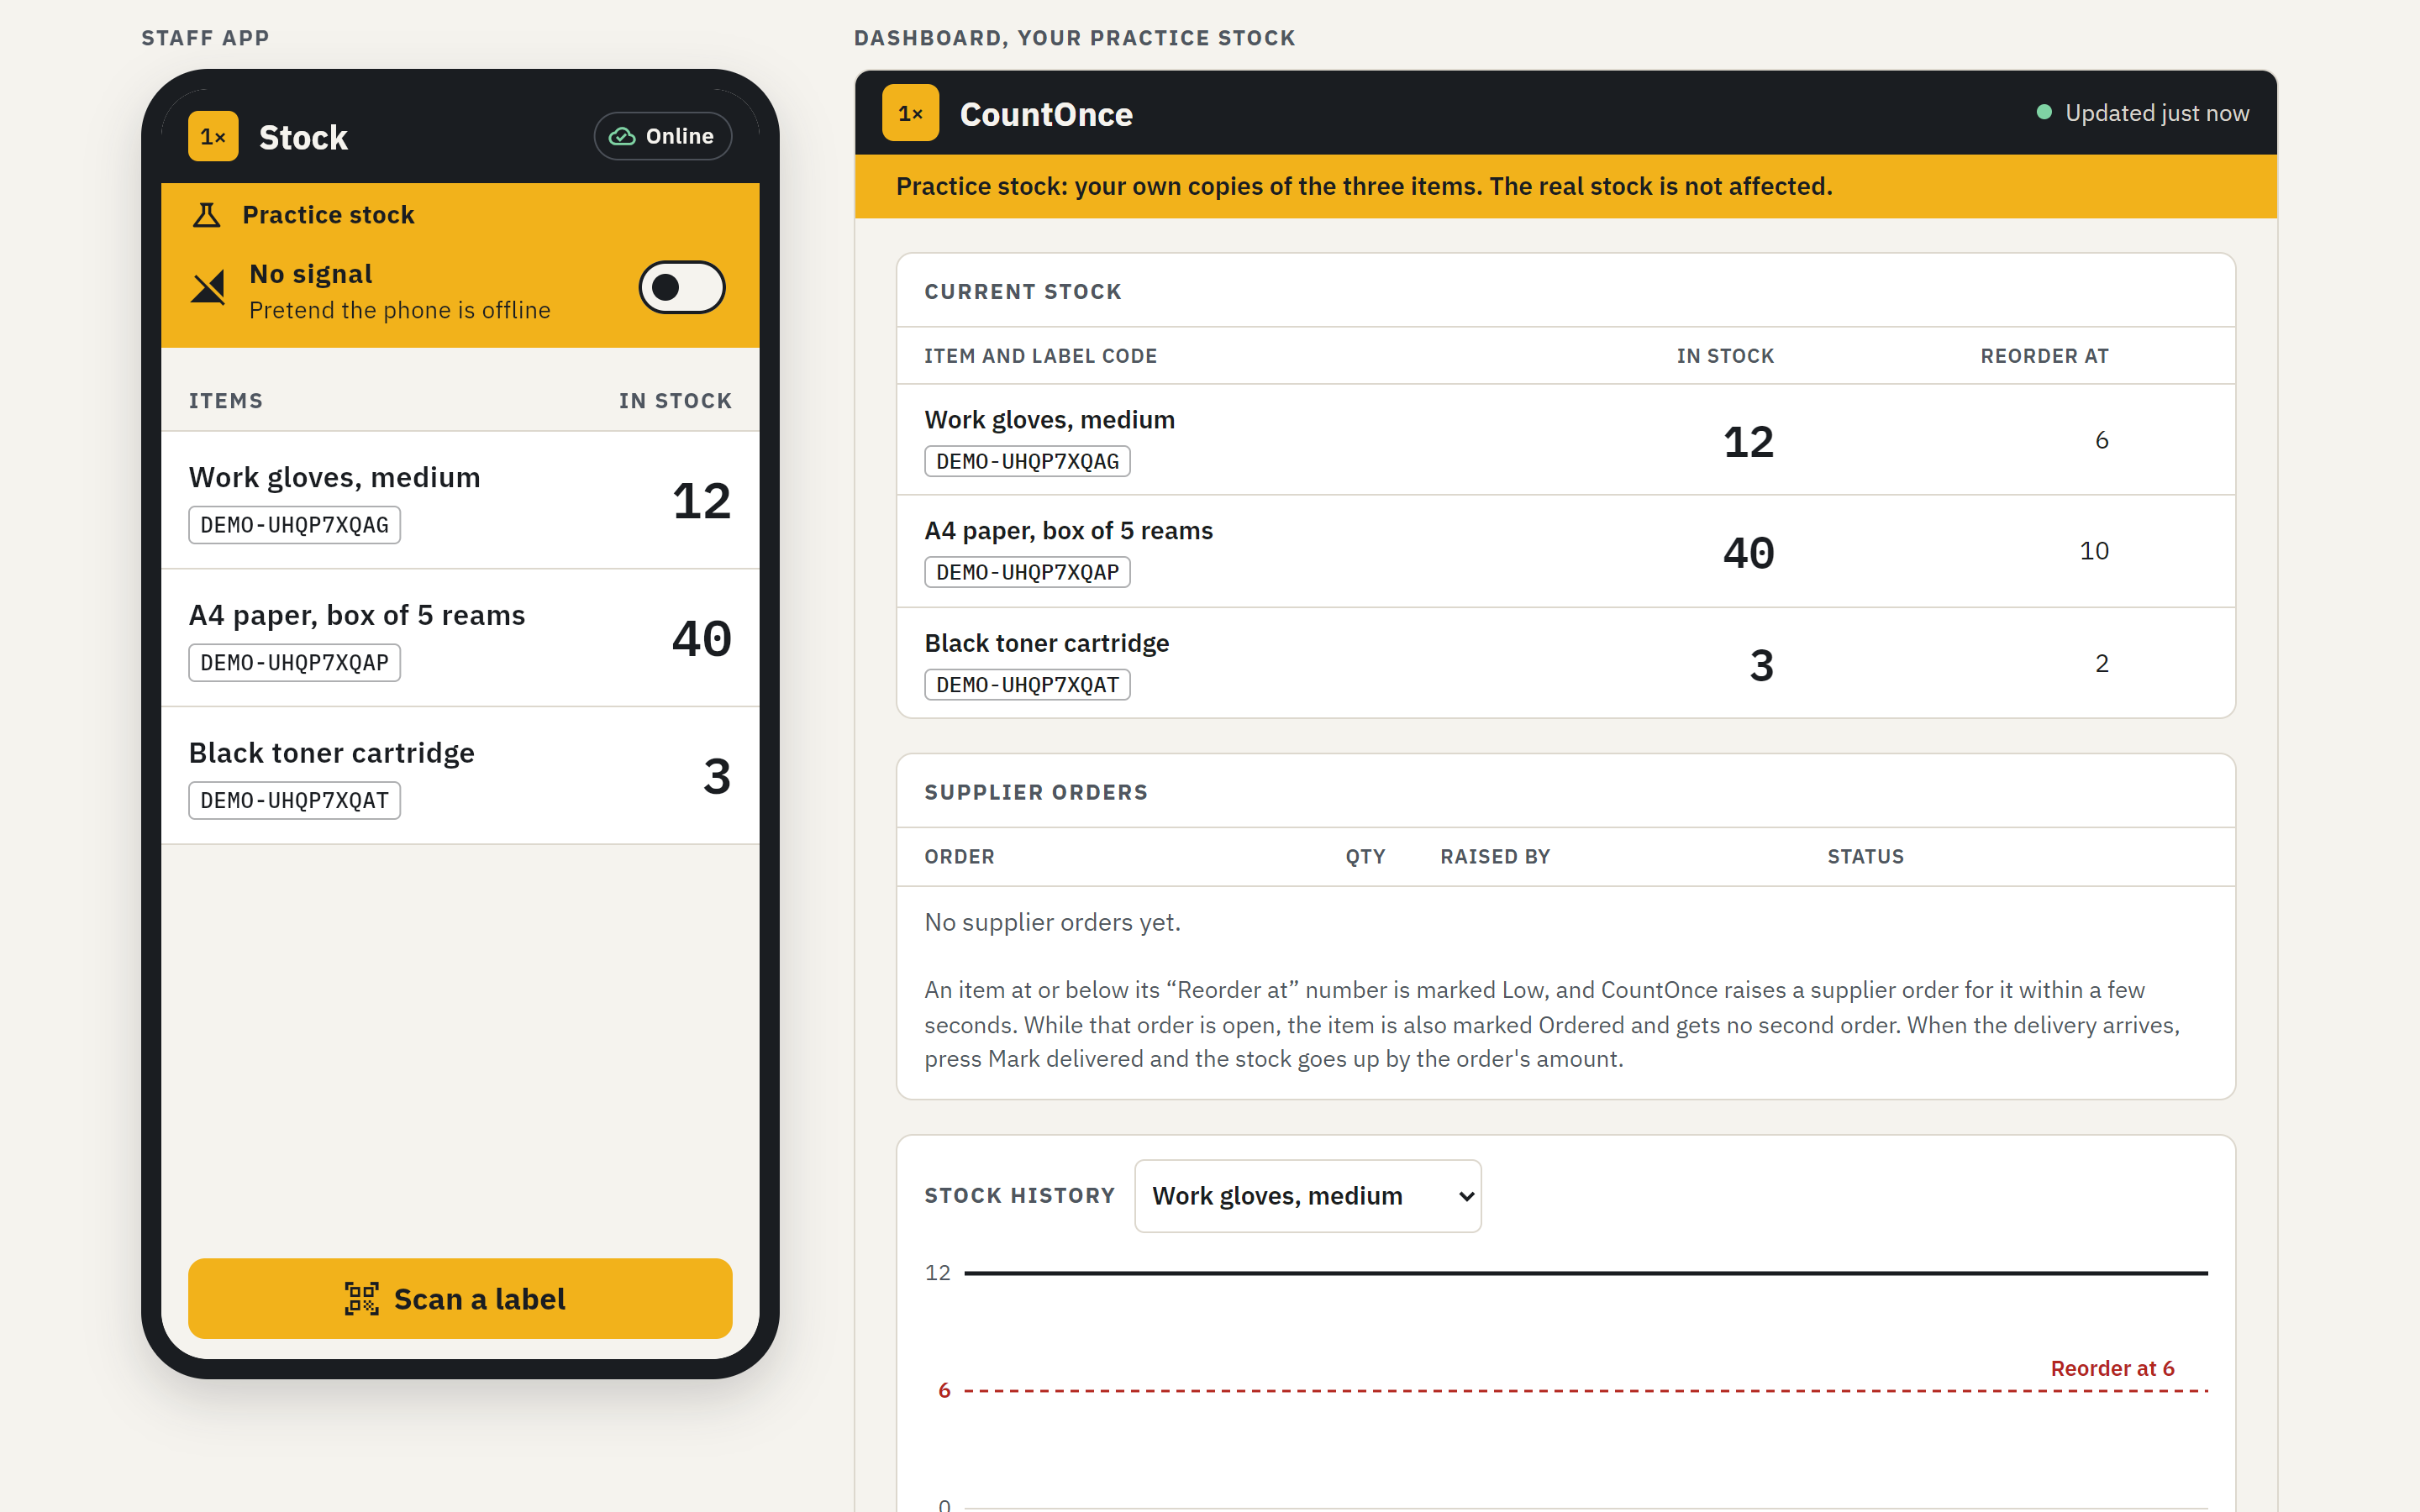 STAFF APP
1× Stock
Online
Practice stock
No signal
Pretend the phone is offline
ITEMS IN STOCK
Work gloves, medium
DEMO-UHQP7XQAG
12
A4 paper, box of 5 reams
DEMO-UHQP7XQAP
40
Black toner cartridge
DEMO-UHQP7XQAT
3
Scan a label
DASHBOARD, YOUR PRACTICE STOCK
1× CountOnce
Updated just now
Practice stock: your own copies of the three items. The real stock is not affected.
CURRENT STOCK
ITEM AND LABEL CODE IN STOCK REORDER AT
Work gloves, medium
DEMO-UHQP7XQAG
12 6
A4 paper, box of 5 reams
DEMO-UHQP7XQAP
40 10
Black toner cartridge
DEMO-UHQP7XQAT
3 2
SUPPLIER ORDERS
ORDER QTY RAISED BY STATUS
No supplier orders yet.
An item at or below its “Reorder at” number is marked Low, and CountOnce raises a supplier order for it within a few
seconds. While that order is open, the item is also marked Ordered and gets no second order. When the delivery arrives,
press Mark delivered and the stock goes up by the order's amount.
STOCK HISTORY Work gloves, medium
12
Reorder at 6
6
0